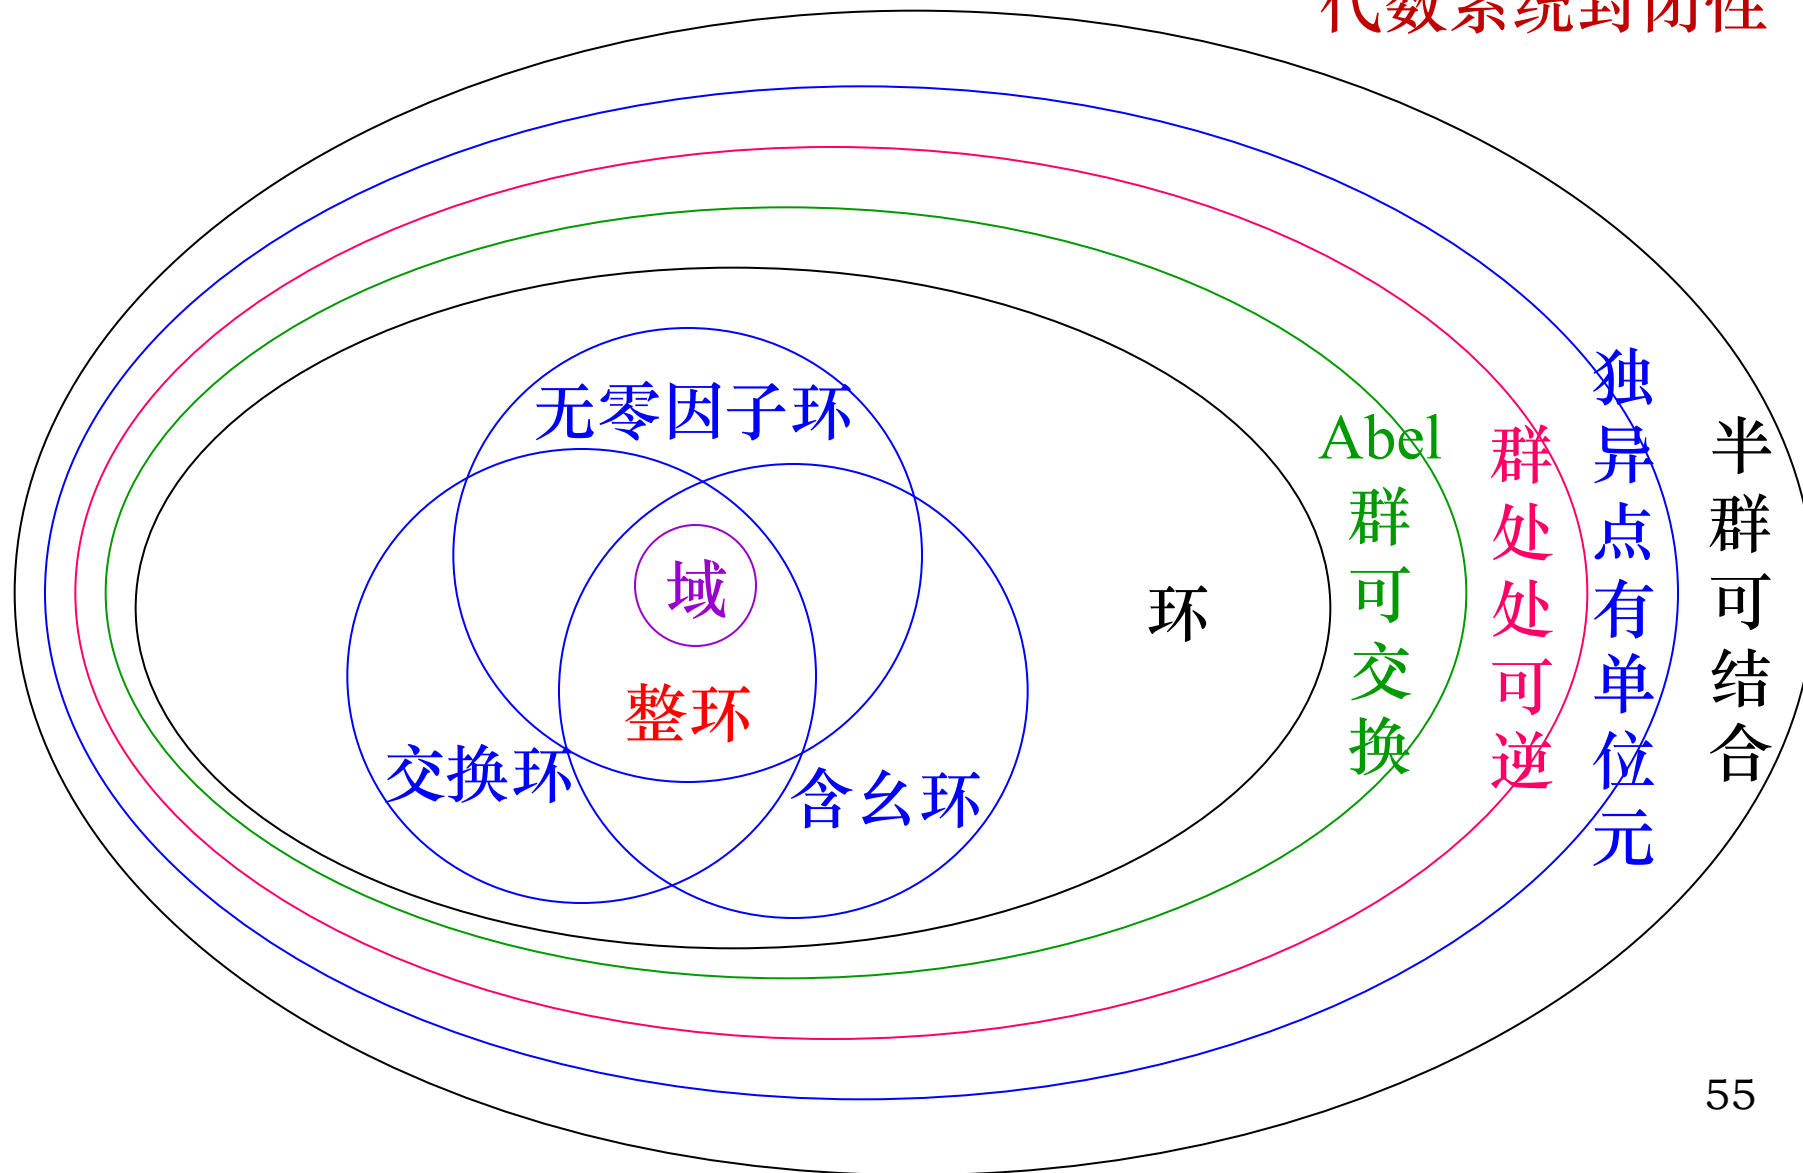 代数系统封闭性
无零因子环
域
整环
交换环
含幺环
环
Abel
群
可
交
换
群
处
处
可
逆
独
异
点
有
单
位
元
半
群
可
结
合
55